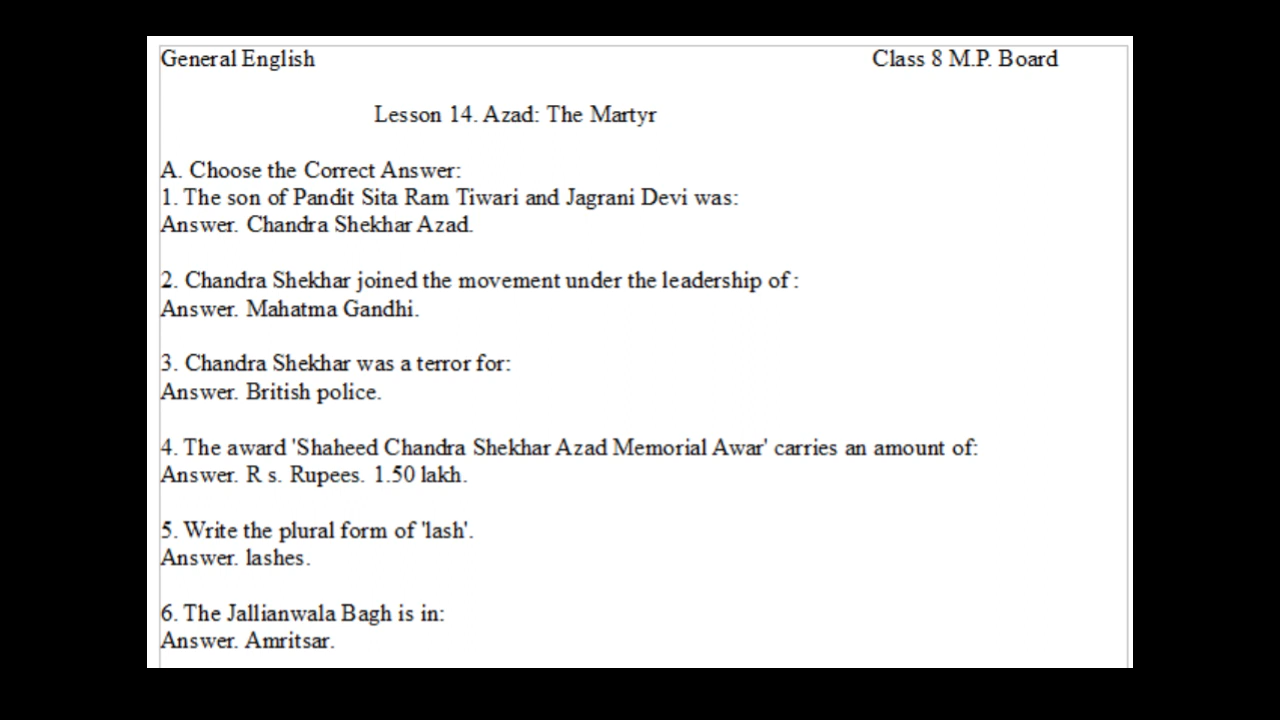 General English Class 8 M.P. Board
Lesson 14. Azad: The Martyr
A. Choose the Correct Answer:
1. The son of Pandit Sita Ram Tiwari and Jagrani Devi was:
Answer. Chandra Shekhar Azad.
2. Chandra Shekhar joined the movement under the leadership of :
Answer. Mahatma Gandhi.
3. Chandra Shekhar was a terror for:
Answer. British police.
4. The award 'Shaheed Chandra Shekhar Azad Memorial Awar' carries an amount of:
Answer. R s. Rupees. 1.50 lakh.
5. Write the plural form of 'lash'.
Answer. lashes.
6. The Jallianwala Bagh is in:
Answer. Amritsar.